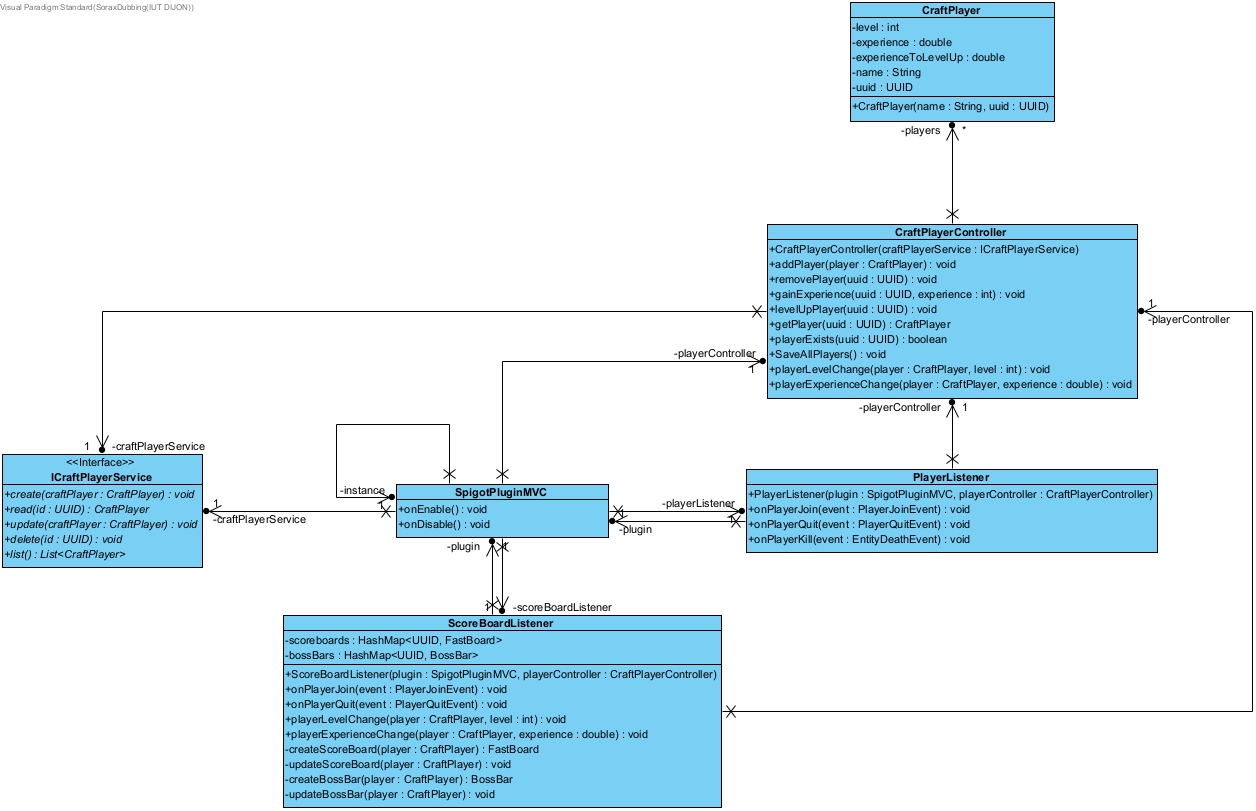 Visual Paradigm Standard(SoraxDubbing(IUT DIJON))
CraftPlayer
-level : int
-experience : double
-experienceToLevelUp : double
-name : String
-uuid : UUID
+CraftPlayer(name : String, uuid : UUID)
-players
*
CraftPlayerController
+CraftPlayerController(craftPlayerService : ICraftPlayerService)
+addPlayer(player : CraftPlayer) : void
+removePlayer(uuid : UUID) : void
+gainExperience(uuid : UUID, experience : int) : void
+levelUpPlayer(uuid : UUID) : void
+getPlayer(uuid : UUID) : CraftPlayer
+playerExists(uuid : UUID) : boolean
+SaveAllPlayers() : void
+playerLevelChange(player : CraftPlayer, level : int) : void
+playerExperienceChange(player : CraftPlayer, experience : double) : void
1
-playerController
-playerController
1
-playerController
1
1
-craftPlayerService
<<Interface>>
ICraftPlayerService
+create(craftPlayer : CraftPlayer) : void
+read(id : UUID) : CraftPlayer
+update(craftPlayer : CraftPlayer) : void
+delete(id : UUID) : void
+list() : List<CraftPlayer>
1
-craftPlayerService
-instance
1
SpigotPluginMVC
+onEnable() : void
+onDisable() : void
-playerListener
1
1
-plugin
PlayerListener
+PlayerListener(plugin : SpigotPluginMVC, playerController : CraftPlayerController)
+onPlayerJoin(event : PlayerJoinEvent) : void
+onPlayerQuit(event : PlayerQuitEvent) : void
+onPlayerKill(event : EntityDeathEvent) : void
-plugin
1
1
-scoreBoardListener
ScoreBoardListener
-scoreboards : HashMap<UUID, FastBoard>
-bossBars : HashMap<UUID, BossBar>
+ScoreBoardListener(plugin : SpigotPluginMVC, playerController : CraftPlayerController)
+onPlayerJoin(event : PlayerJoinEvent) : void
+onPlayerQuit(event : PlayerQuitEvent) : void
+playerLevelChange(player : CraftPlayer, level : int) : void
+playerExperienceChange(player : CraftPlayer, experience : double) : void
-createScoreBoard(player : CraftPlayer) : FastBoard
-updateScoreBoard(player : CraftPlayer) : void
-createBossBar(player : CraftPlayer) : BossBar
-updateBossBar(player : CraftPlayer) : void